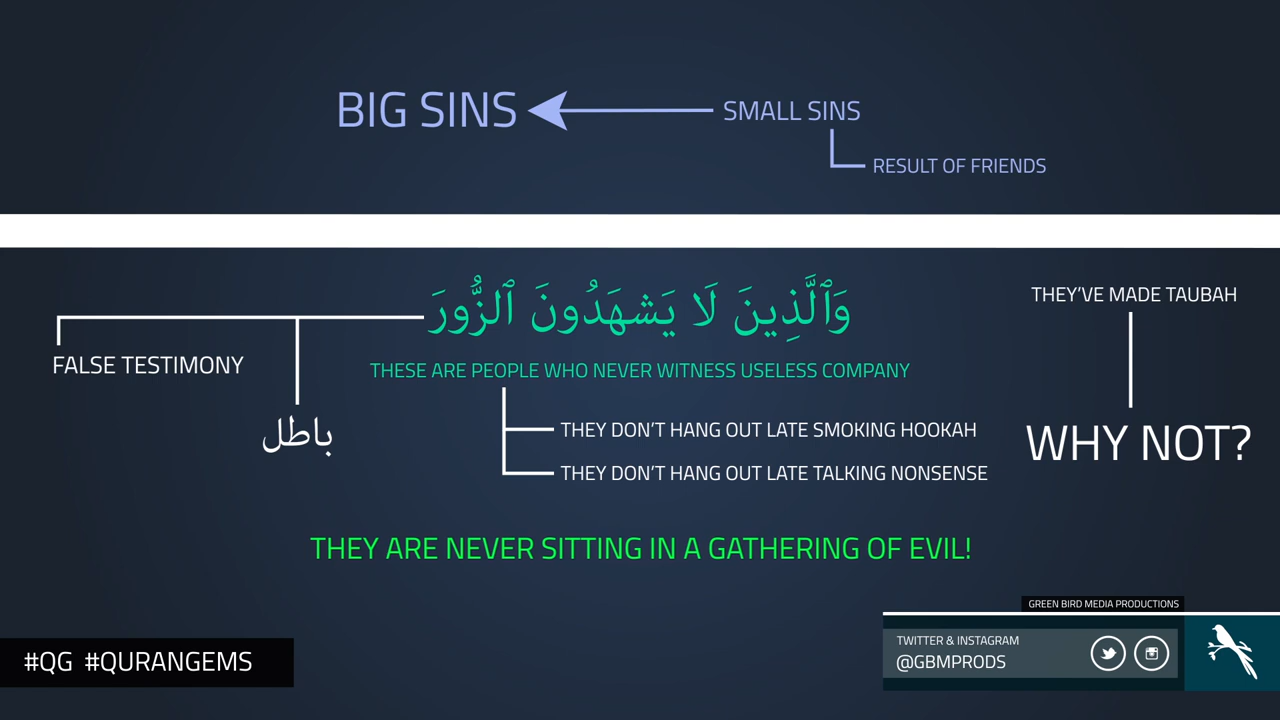 BIG SINS
SMALL SINS
RESULT OF FRIENDS
وَٱلَّذِينَ لَا يَشهَدُونَ ٱلزُّورَ
THEY'VE MADE TAUBAH
FALSE TESTIMONY
THESE ARE PEOPLE WHO NEVER WITNESS USELESS COMPANY
باطل
THEY DON'T HANG OUT LATE SMOKING HOOKAH
WHY NOT?
THEY DON'T HANG OUT LATE TALKING NONSENSE
THEY ARE NEVER SITTING IN A GATHERING OF EVIL!
GREEN BIRD MEDIA PRODUCTIONS
TWITTER & INSTAGRAM
@GBMPRODS
#QG #QURANGEMS